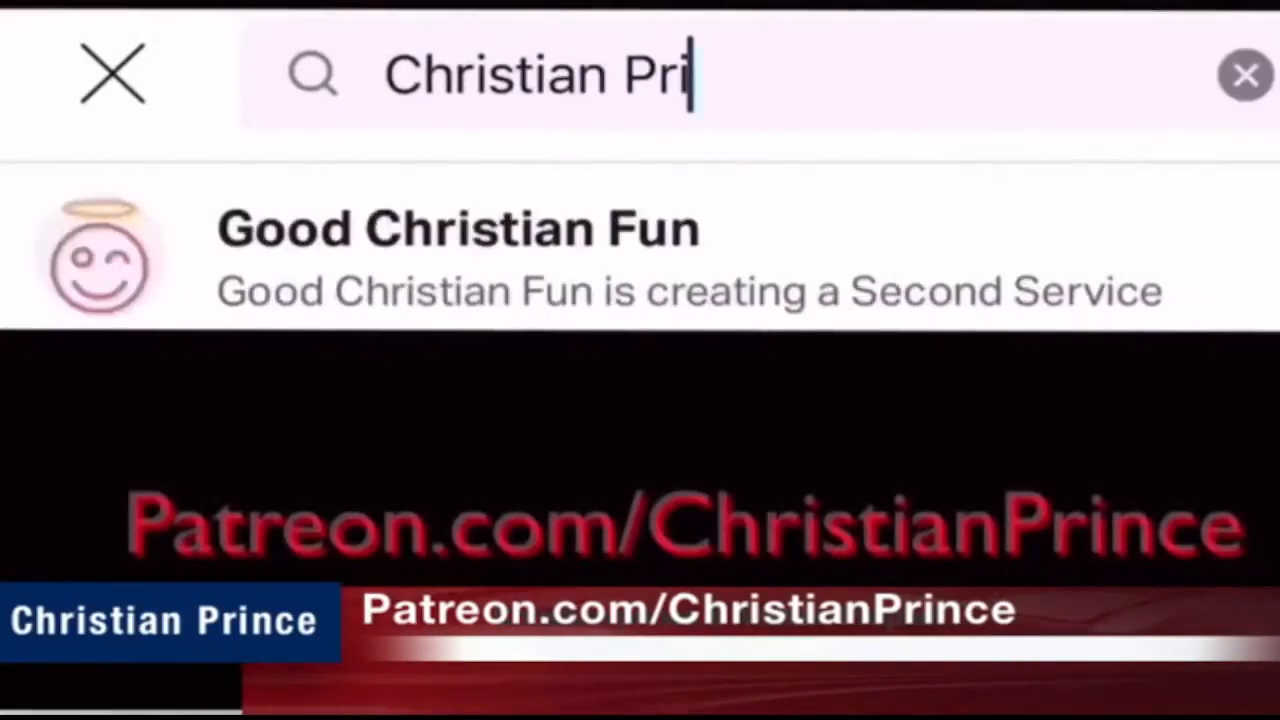 Christian Pri
Good Christian Fun
Good Christian Fun is creating a Second Service
Patreon.com/ChristianPrince
Christian Prince
Patreon.com/ChristianPrince